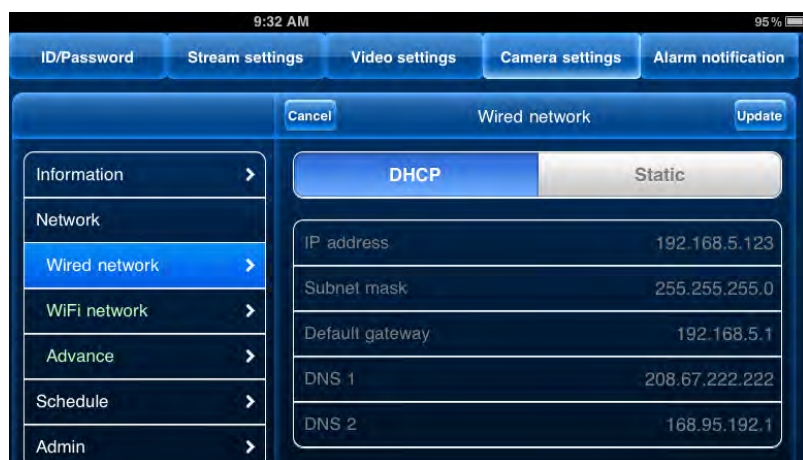 9:32 AM 95%
ID/Password Stream settings Video settings Camera settings Alarm notification
Cancel Wired network Update
Information
Network
Wired network
WiFi network
Advance
Schedule
Admin
DHCP Static
IP address 192.168.5.123
Subnet mask 255.255.255.0
Default gateway 192.168.5.1
DNS 1 208.67.222.222
DNS 2 168.95.192.1